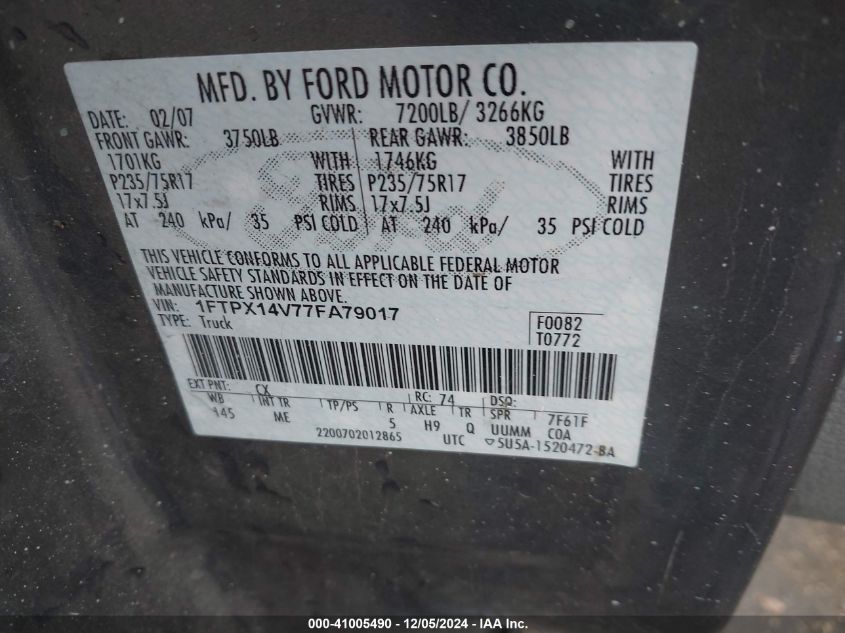 MFD. BY FORD MOTOR CO.
DATE: 02/07 GVWR: 7200LB/ 3266KG
FRONT GAWR: 3750LB REAR GAWR: 3850LB
1701KG WITH 1746KG WITH
P235/75R17 TIRES P235/75R17 TIRES
17x7.5J RIMS 17x7.5J RIMS
AT 240 kPa/ 35 PSI COLD AT 240 kPa/ 35 PSI COLD
THIS VEHICLE CONFORMS TO ALL APPLICABLE FEDERAL MOTOR
VEHICLE SAFETY STANDARDS IN EFFECT ON THE DATE OF
MANUFACTURE SHOWN ABOVE.
VIN: 1FTPX14V77FA79017 F0082
TYPE: Truck T0772
EXT PNT: CX RC: 74 DSO:
WB INT TR TP/PS R AXLE TR SPR 7F61F
145 ME 5 H9 Q UUMM COA
2200702012865 UTC ▽5U5A-1520472-BA
000-41005490 - 12/05/2024 - IAA Inc.